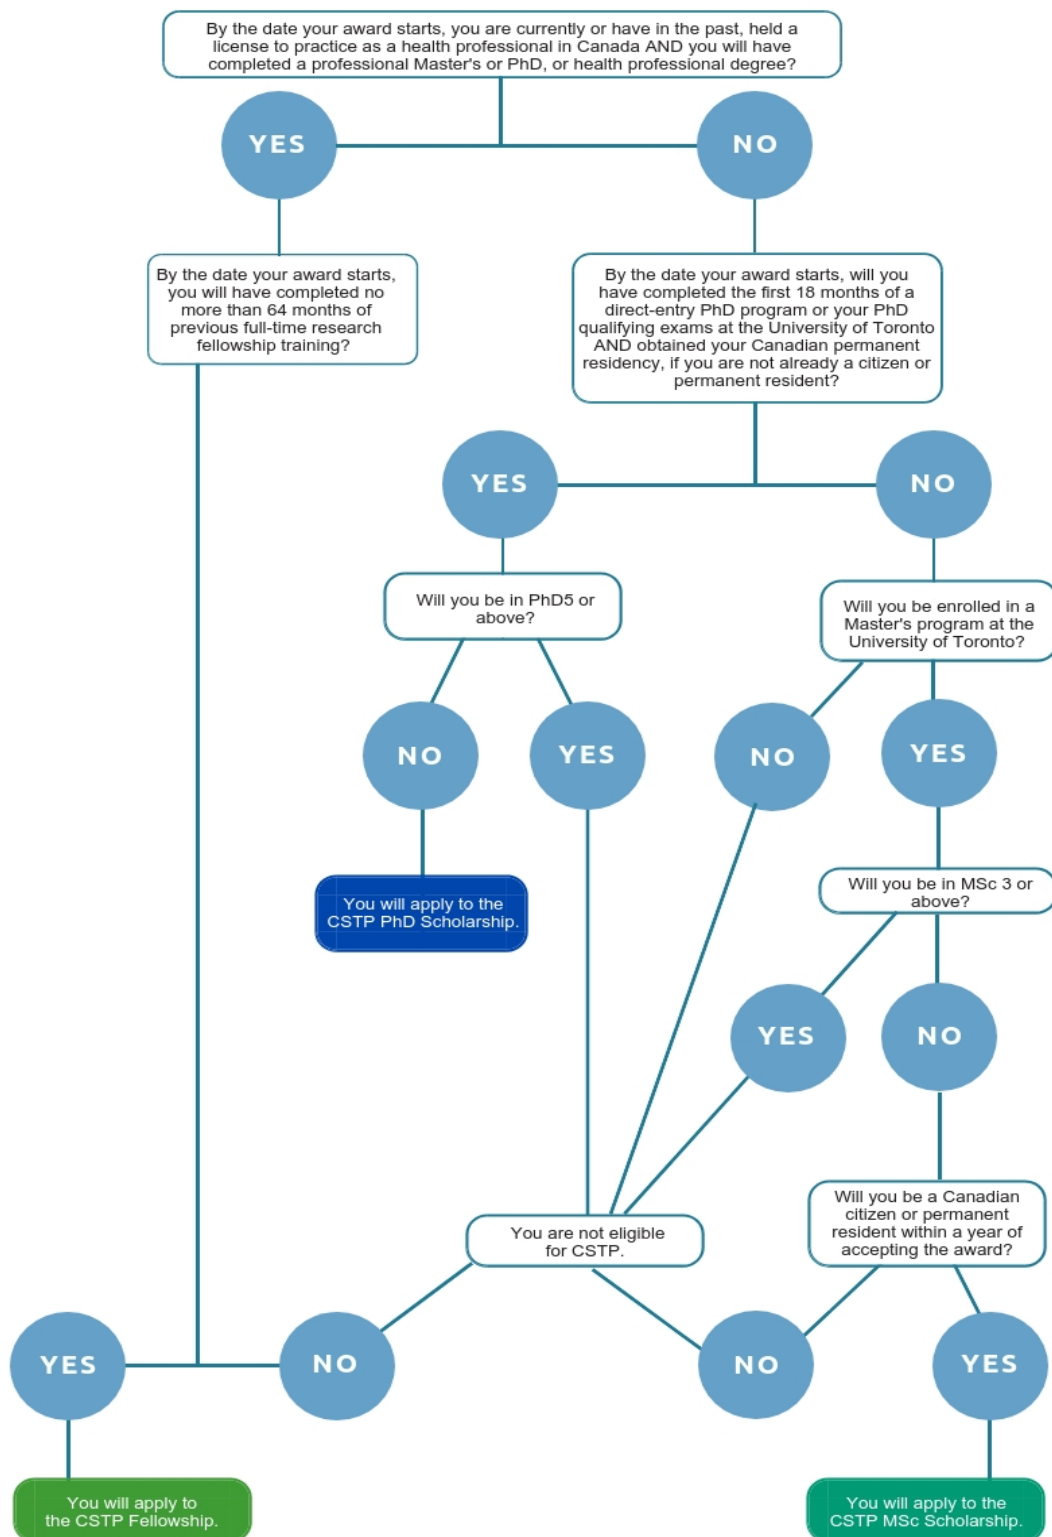 By the date your award starts, you are currently or have in the past, held a
license to practice as a health professional in Canada AND you will have
completed a professional Master's or PhD, or health professional degree?
YES
NO
By the date your award starts,
you will have completed no
more than 64 months of
previous full-time research
fellowship training?
By the date your award starts, will you
have completed the first 18 months of a
direct-entry PhD program or your PhD
qualifying exams at the University of Toronto
AND obtained your Canadian permanent
residency, if you are not already a citizen or
permanent resident?
YES
NO
Will you be in PhD5 or
above?
Will you be enrolled in a
Master's program at the
University of Toronto?
NO
YES
NO
YES
You will apply to the
CSTP PhD Scholarship.
Will you be in MSc 3 or
above?
YES
NO
You are not eligible
for CSTP.
Will you be a Canadian
citizen or permanent
resident within a year of
accepting the award?
YES
NO
NO
YES
You will apply to
the CSTP Fellowship.
You will apply to the
CSTP MSc Scholarship.